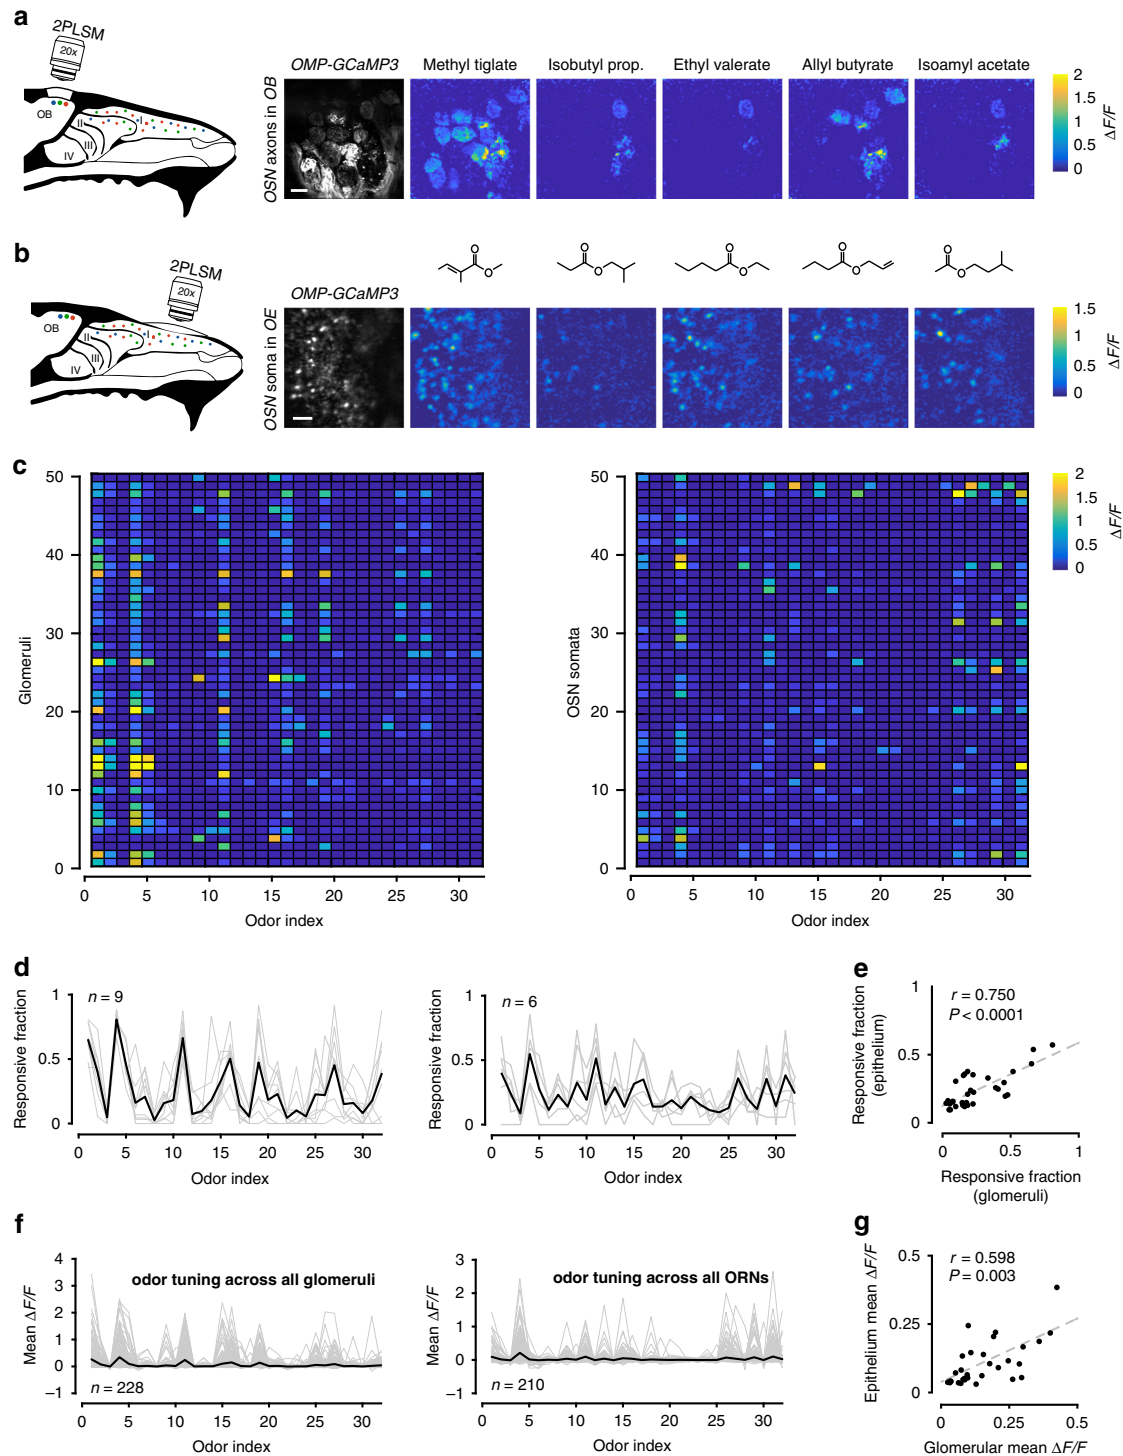 a
2PLSM
20x
OB
I
II
III
IV
OSN axons in OB
OMP-GCaMP3
Methyl tiglate
Isobutyl prop.
Ethyl valerate
Allyl butyrate
Isoamyl acetate
2
1.5
1
0.5
0
ΔF/F
b
2PLSM
20x
OB
I
II
III
IV
OSN soma in OE
OMP-GCaMP3
O
O
O
O
O
O
O
O
O
O
1.5
1
0.5
0
ΔF/F
c
Glomeruli
50
40
30
20
10
0
0 5 10 15 20 25 30
Odor index
OSN somata
50
40
30
20
10
0
0 5 10 15 20 25 30
Odor index
2
1.5
1
0.5
0
ΔF/F
d
Responsive fraction
1
0.5
0
n = 9
0 5 10 15 20 25 30
Odor index
Responsive fraction
1
0.5
0
n = 6
0 5 10 15 20 25 30
Odor index
e
Responsive fraction
(epithelium)
1
0.5
0
r = 0.750
P < 0.0001
0 0.5 1
Responsive fraction
(glomeruli)
f
Mean ΔF/F
4
3
2
1
0
–1
odor tuning across all glomeruli
n = 228
0 5 10 15 20 25 30
Odor index
Mean ΔF/F
3
2
1
0
–1
odor tuning across all ORNs
n = 210
0 5 10 15 20 25 30
Odor index
g
Epithelium mean ΔF/F
0.5
0.25
0
r = 0.598
P = 0.003
0 0.25 0.5
Glomerular mean ΔF/F